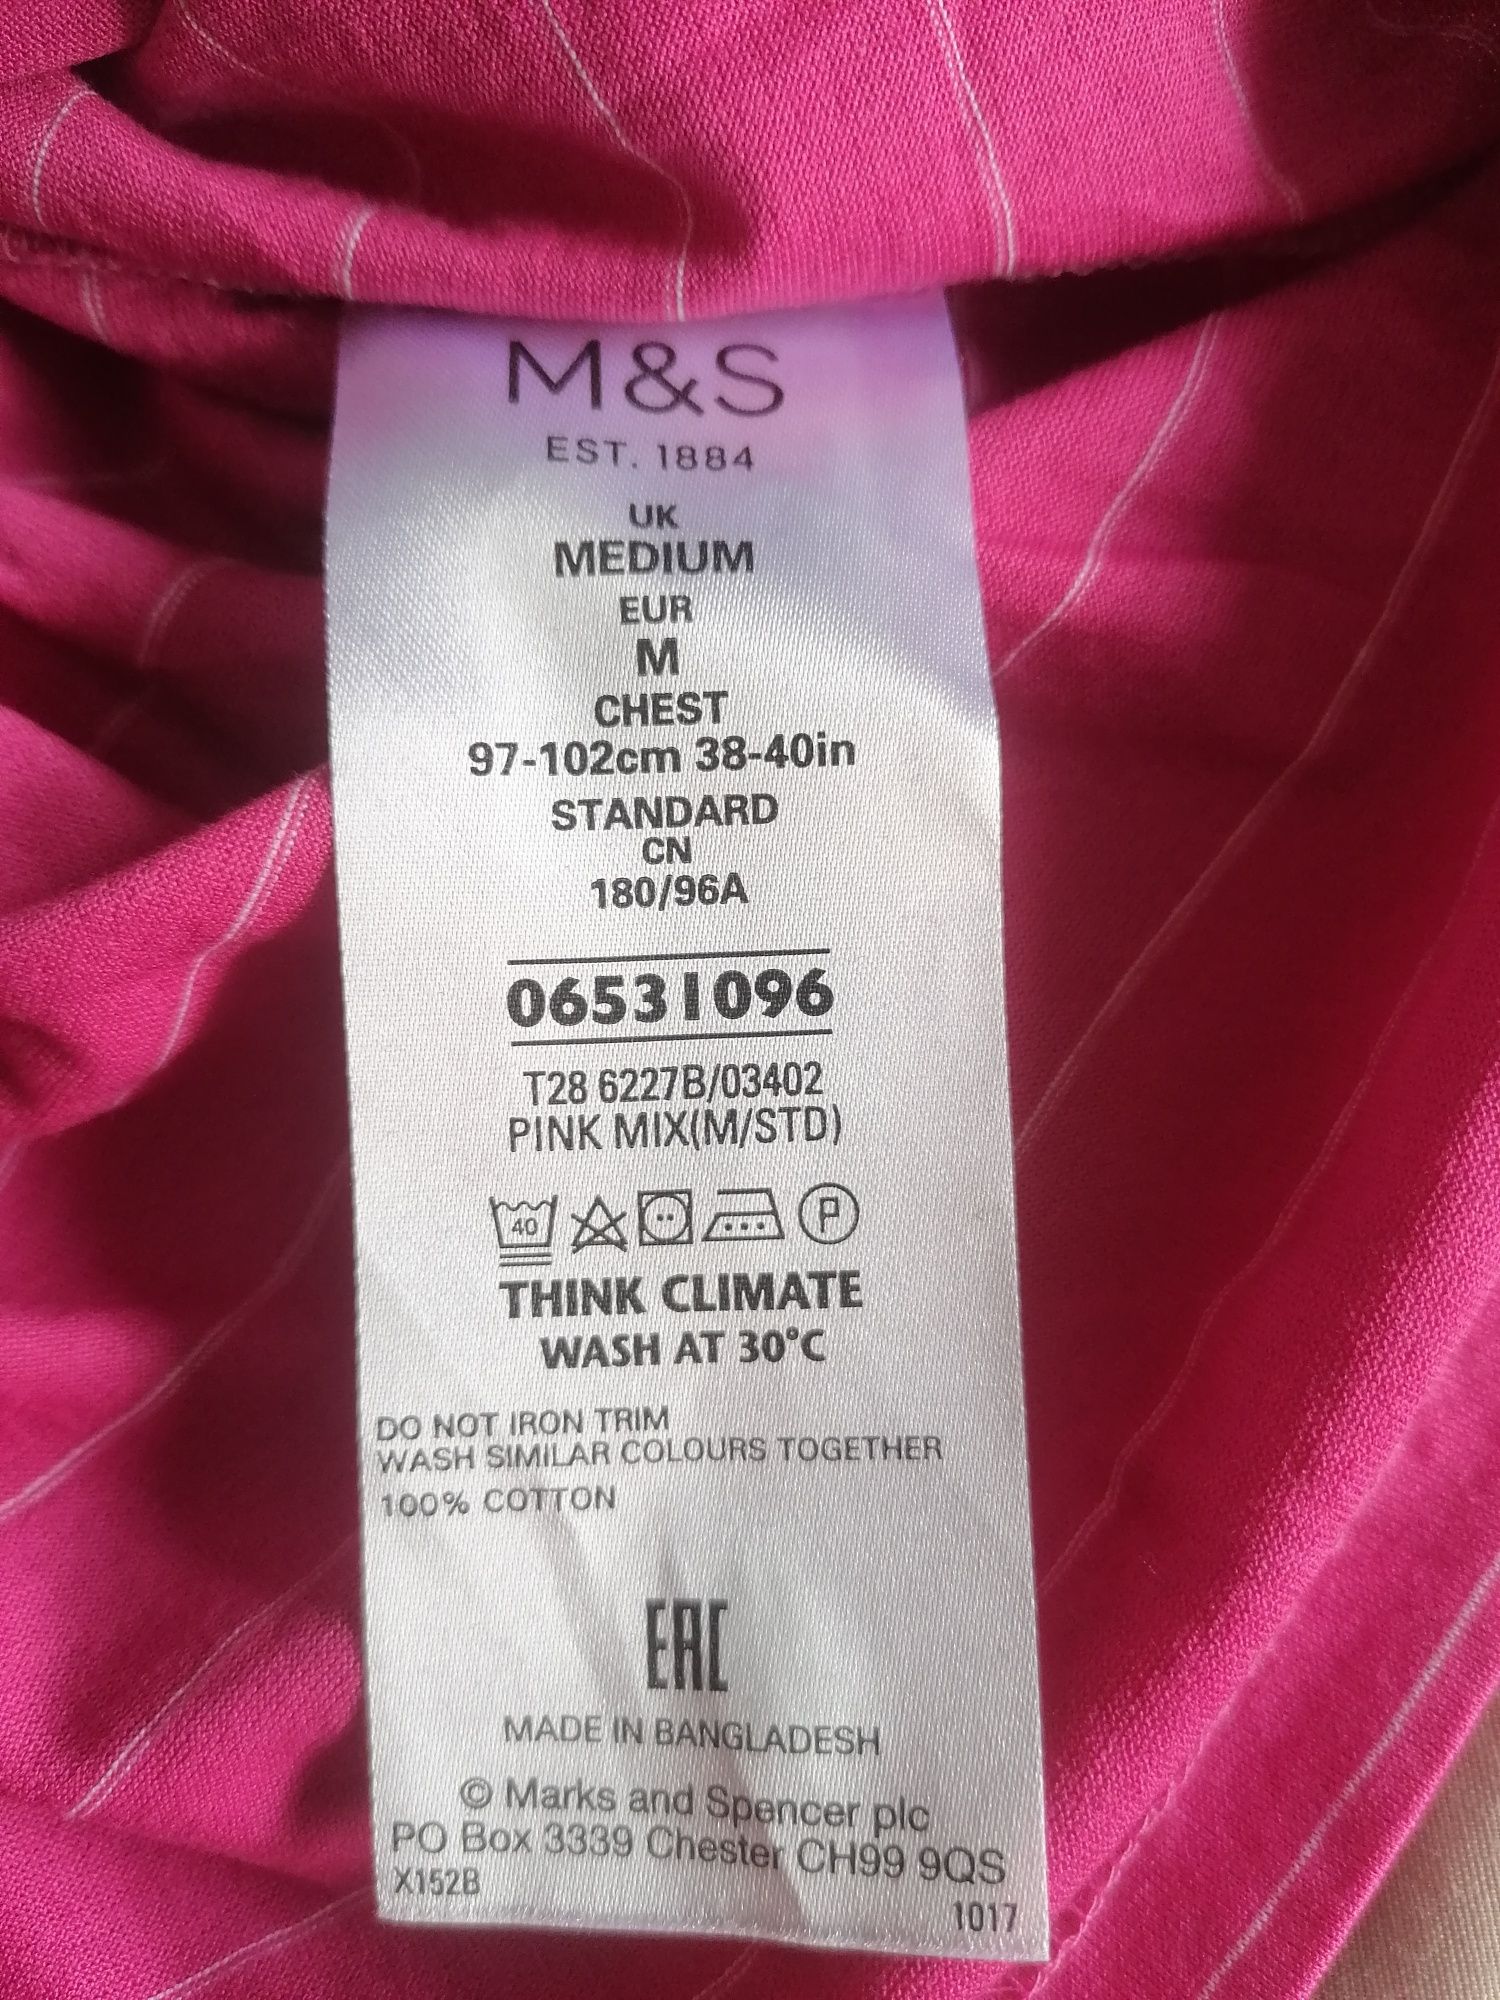 M&S
EST. 1884
UK
MEDIUM
EUR
M
CHEST
97-102cm 38-40in
STANDARD
CN
180/96A
06531096
T28 6227B/03402
PINK MIX(M/STD)
40 P
THINK CLIMATE
WASH AT 30°C
DO NOT IRON TRIM
WASH SIMILAR COLOURS TOGETHER
100% COTTON
EAC
MADE IN BANGLADESH
© Marks and Spencer plc
PO Box 3339 Chester CH99 9QS
X152B 1017